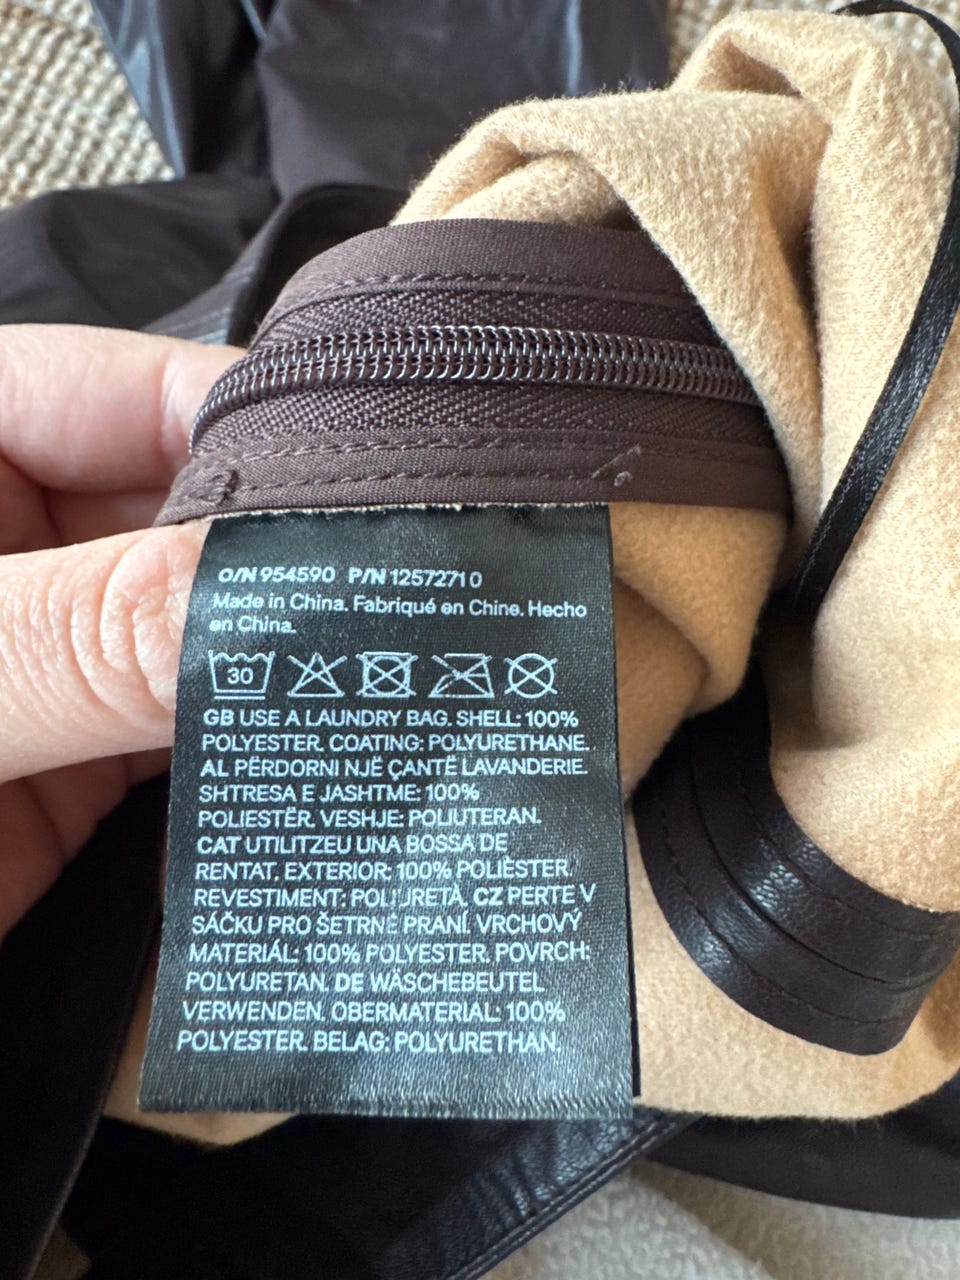 O/N 954590 P/N 12572710
Made in China. Fabriqué en Chine. Hecho
en China.
30
GB USE A LAUNDRY BAG. SHELL: 100%
POLYESTER. COATING: POLYURETHANE.
AL PËRDORNI NJË ÇANTË LAVANDERIE.
SHTRESA E JASHTME: 100%
POLIESTËR. VESHJE: POLIUTERAN.
CAT UTILITZEU UNA BOSSA DE
RENTAT, EXTERIOR: 100% POLIÈSTER.
REVESTIMENT: POLIURETÀ. CZ PERTE V
SÁČKU PRO ŠETRNÉ PRANÍ. VRCHOVÝ
MATERIÁL: 100% POLYESTER. POVRCH:
POLYURETAN. DE WÄSCHEBEUTEL
VERWENDEN. OBERMATERIAL: 100%
POLYESTER. BELAG: POLYURETHAN.